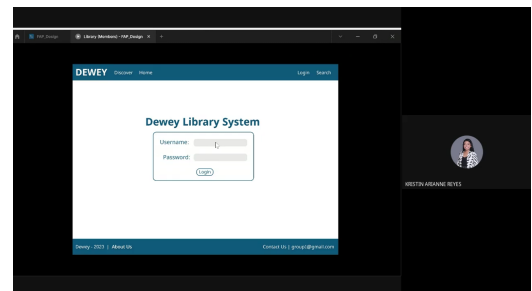 FAP_Design
Library (Members) - FAP_Design
DEWEY Discover Home Login Search
Dewey Library System
Username:
Password:
Login
Dewey - 2023 | About Us Contact Us | group1@gmail.com
KRISTIN ARIANNE REYES